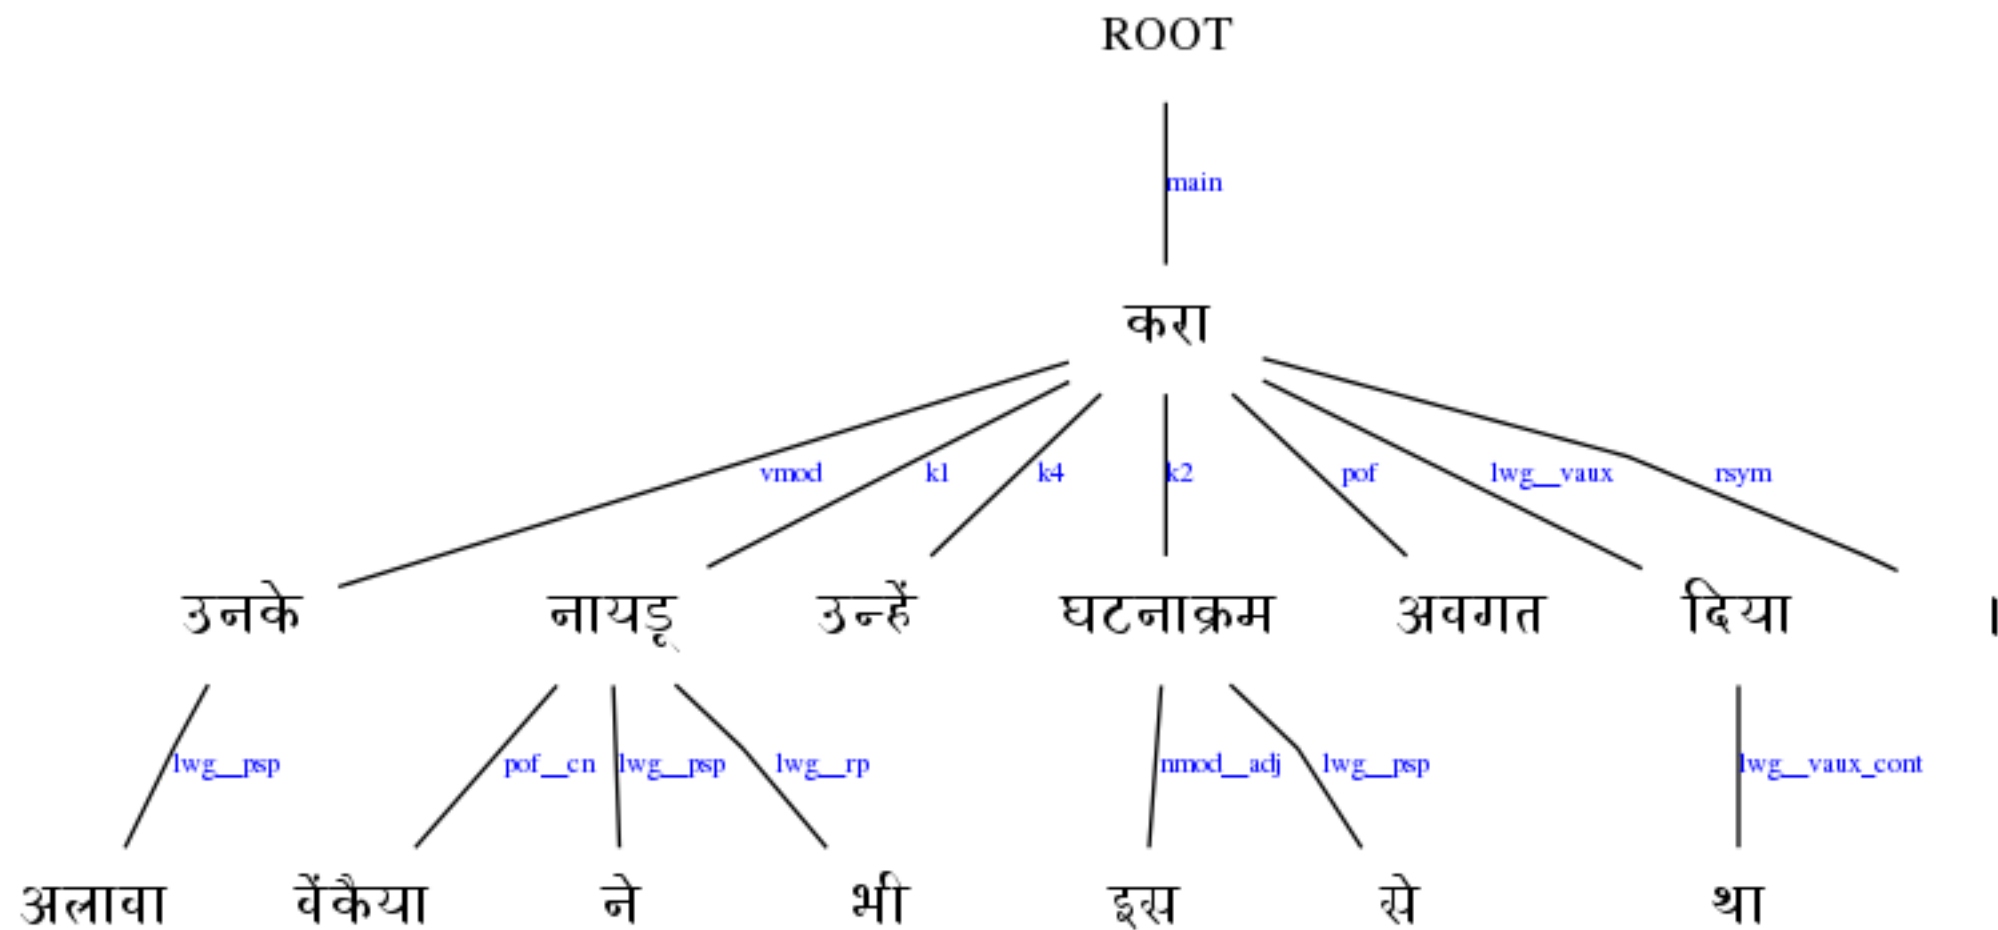 ROOT
main
करा
vmod k1 k4 k2 pof lwg__vaux rsym
उनके नायडू उन्हें घटनाक्रम अवगत दिया ।
lwg__psp pof__cn lwg__psp lwg__rp nmod__adj lwg__psp lwg__vaux_cont
अलावा वेंकैया ने भी इस से था